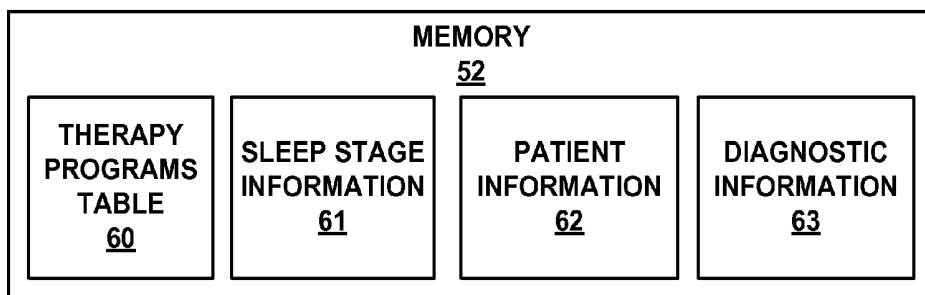 MEMORY
52
THERAPY
PROGRAMS
TABLE
60
SLEEP STAGE
INFORMATION
61
PATIENT
INFORMATION
62
DIAGNOSTIC
INFORMATION
63